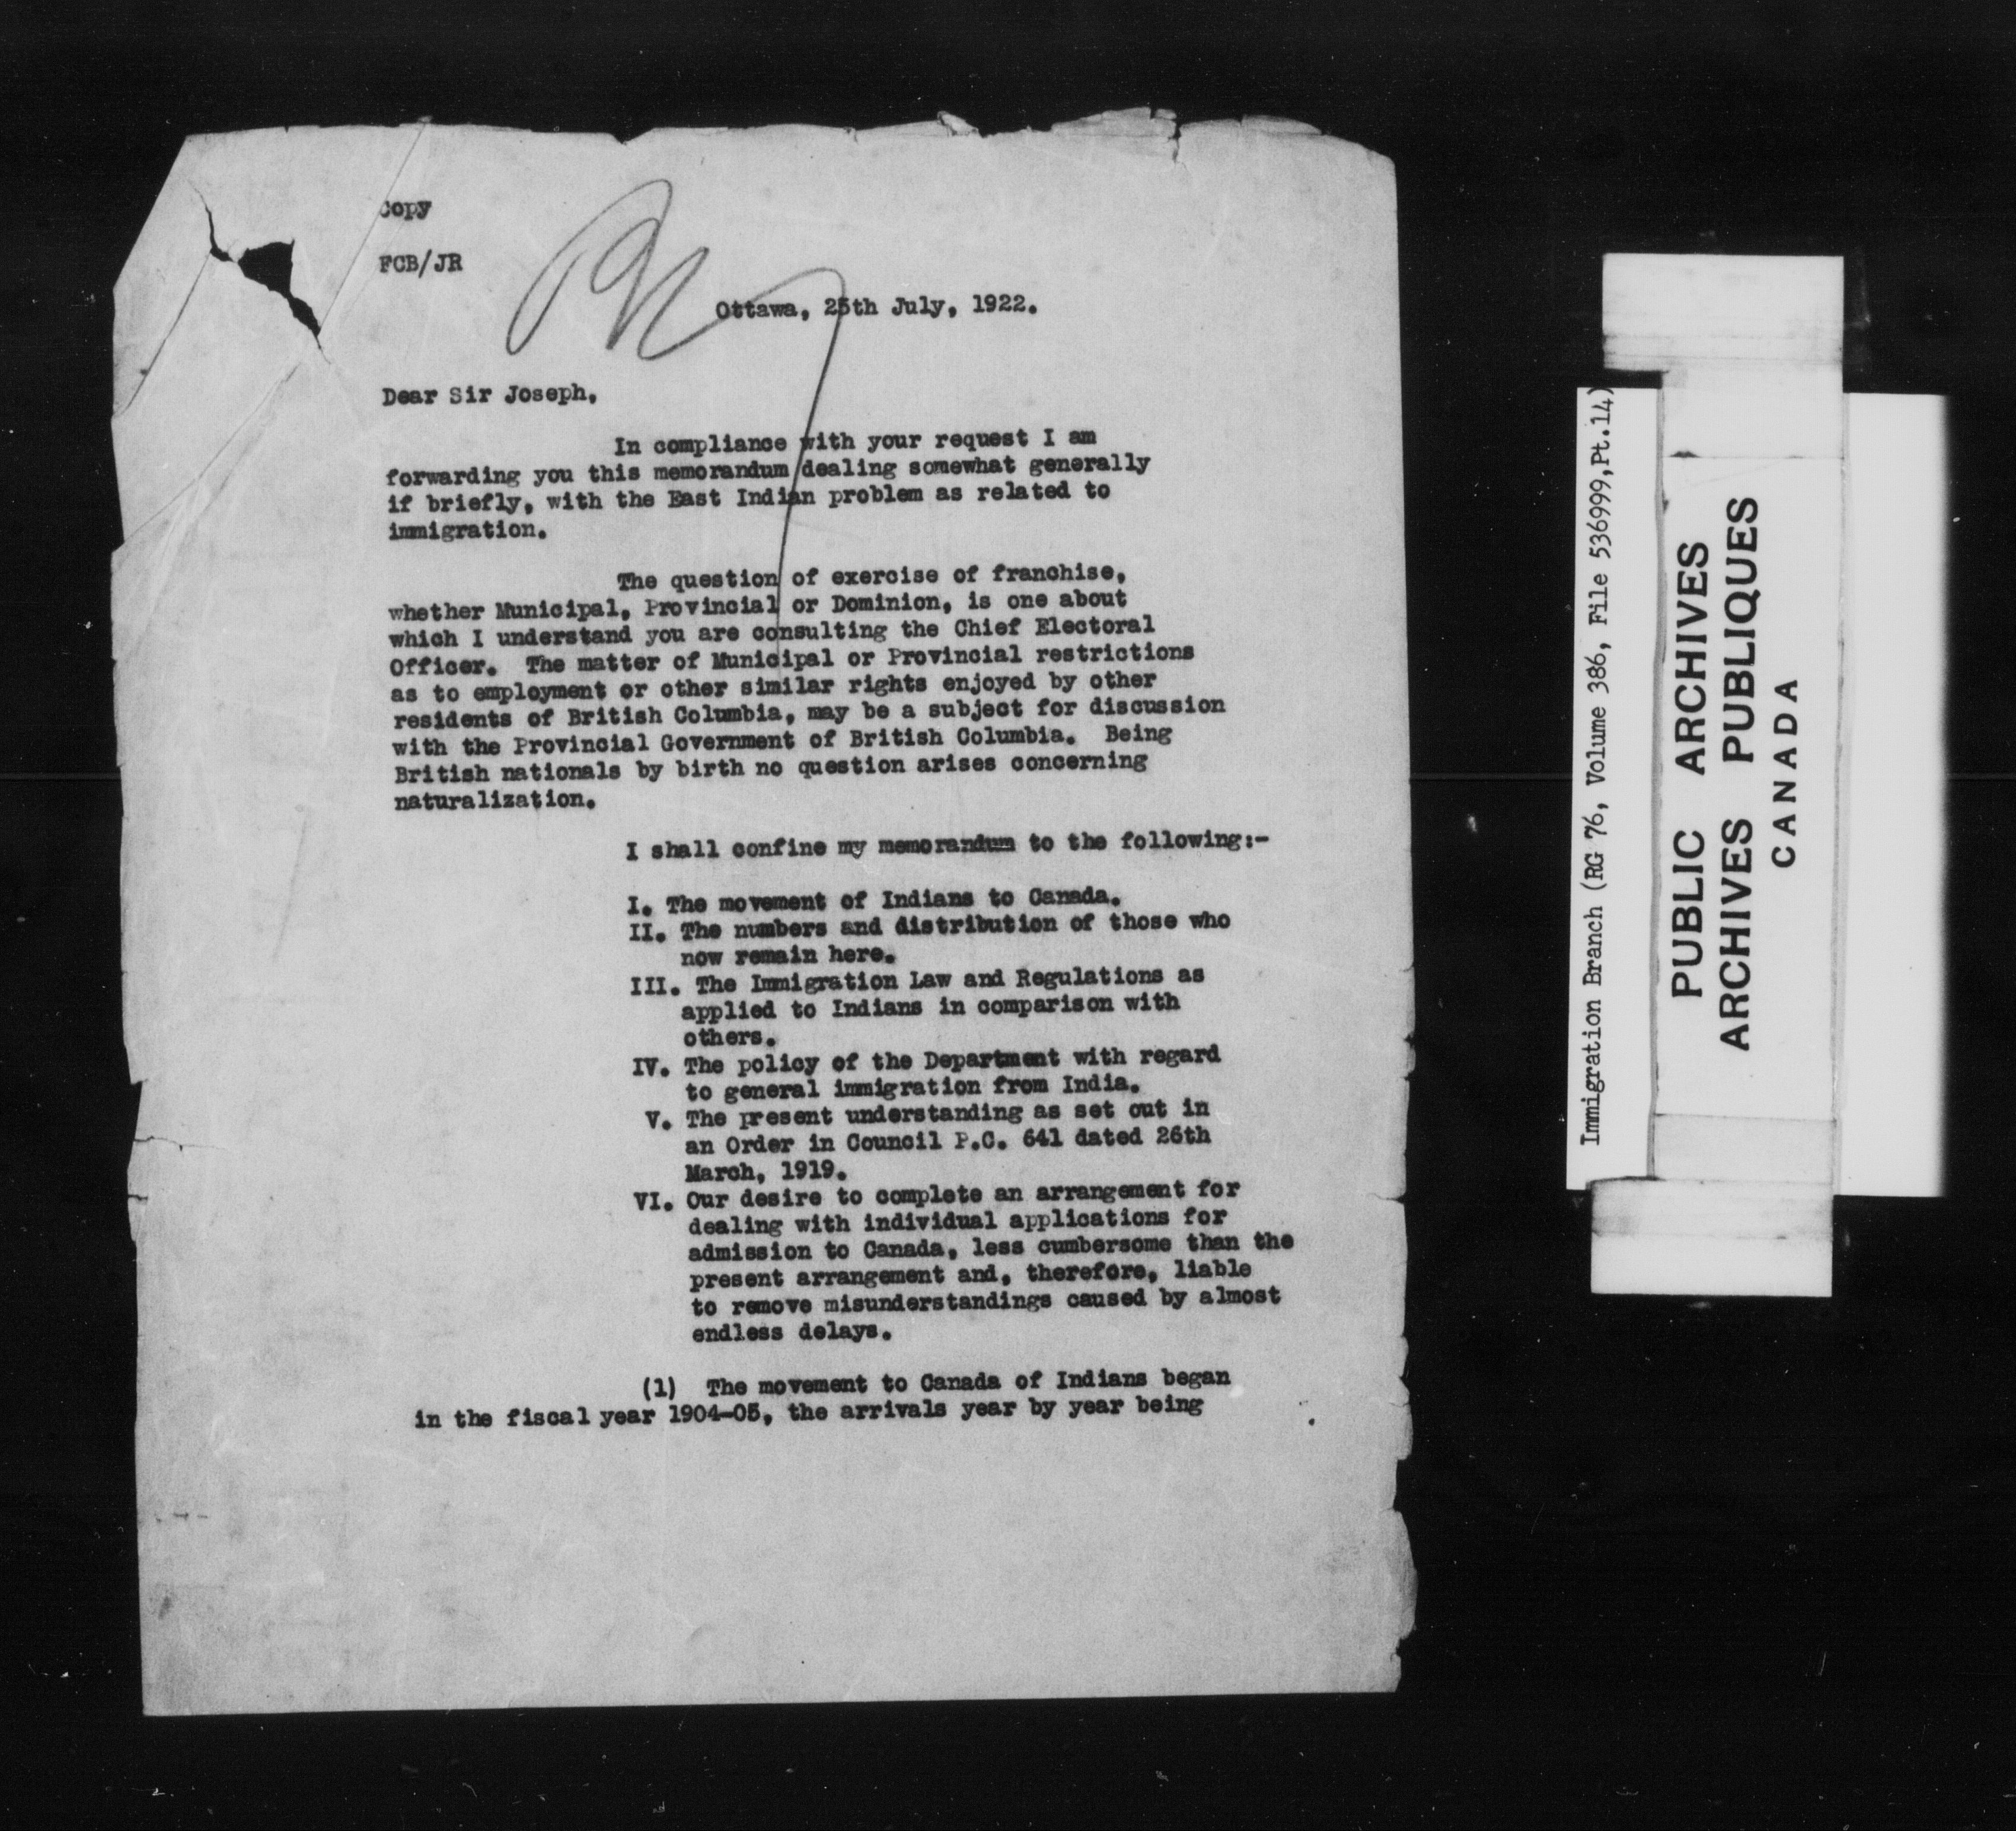 Copy
FCB/JR
Ottawa, 25th July, 1922.
Dear Sir Joseph,
In compliance with your request I am
forwarding you this memorandum dealing somewhat generally
if briefly, with the East Indian problem as related to
immigration.
The question of exercise of franchise,
whether Municipal, Provincial or Dominion, is one about
which I understand you are consulting the Chief Electoral
Officer. The matter of Municipal or Provincial restrictions
as to employment or other similar rights enjoyed by other
residents of British Columbia, may be a subject for discussion
with the Provincial Government of British Columbia. Being
British nationals by birth no question arises concerning
naturalization.
I shall confine my memorandum to the following:-
I. The movement of Indians to Canada.
II. The numbers and distribution of those who
now remain here.
III. The Immigration Law and Regulations as
applied to Indians in comparison with
others.
IV. The policy of the Department with regard
to general immigration from India.
V. The present understanding as set out in
an Order in Council P.C. 641 dated 26th
March, 1919.
VI. Our desire to complete an arrangement for
dealing with individual applications for
admission to Canada, less cumbersome than the
present arrangement and, therefore, liable
to remove misunderstandings caused by almost
endless delays.
(1) The movement to Canada of Indians began
in the fiscal year 1904-05, the arrivals year by year being
Immigration Branch (RG 76, Volume 386, File 536999,Pt.14)
PUBLIC ARCHIVES
ARCHIVES PUBLIQUES
CANADA